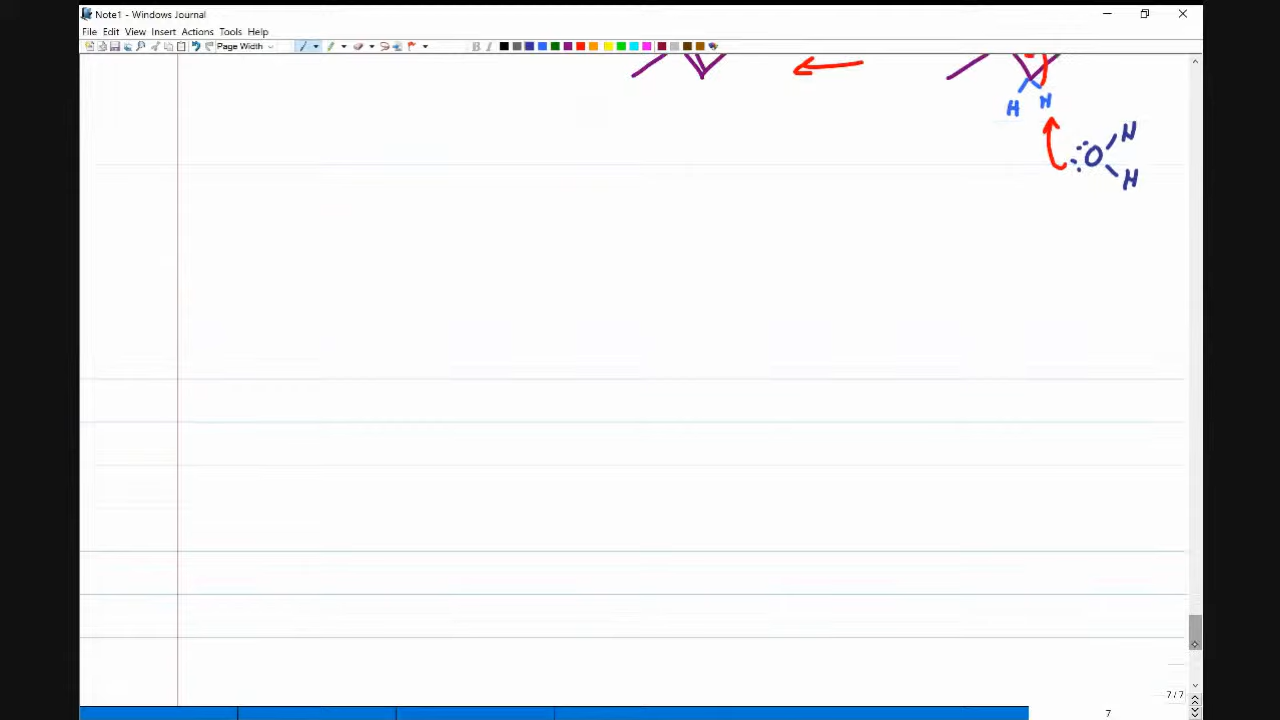 Note1 - Windows Journal
File Edit View Insert Actions Tools Help
Page Width B I
H H
:O H
H
7/7
7